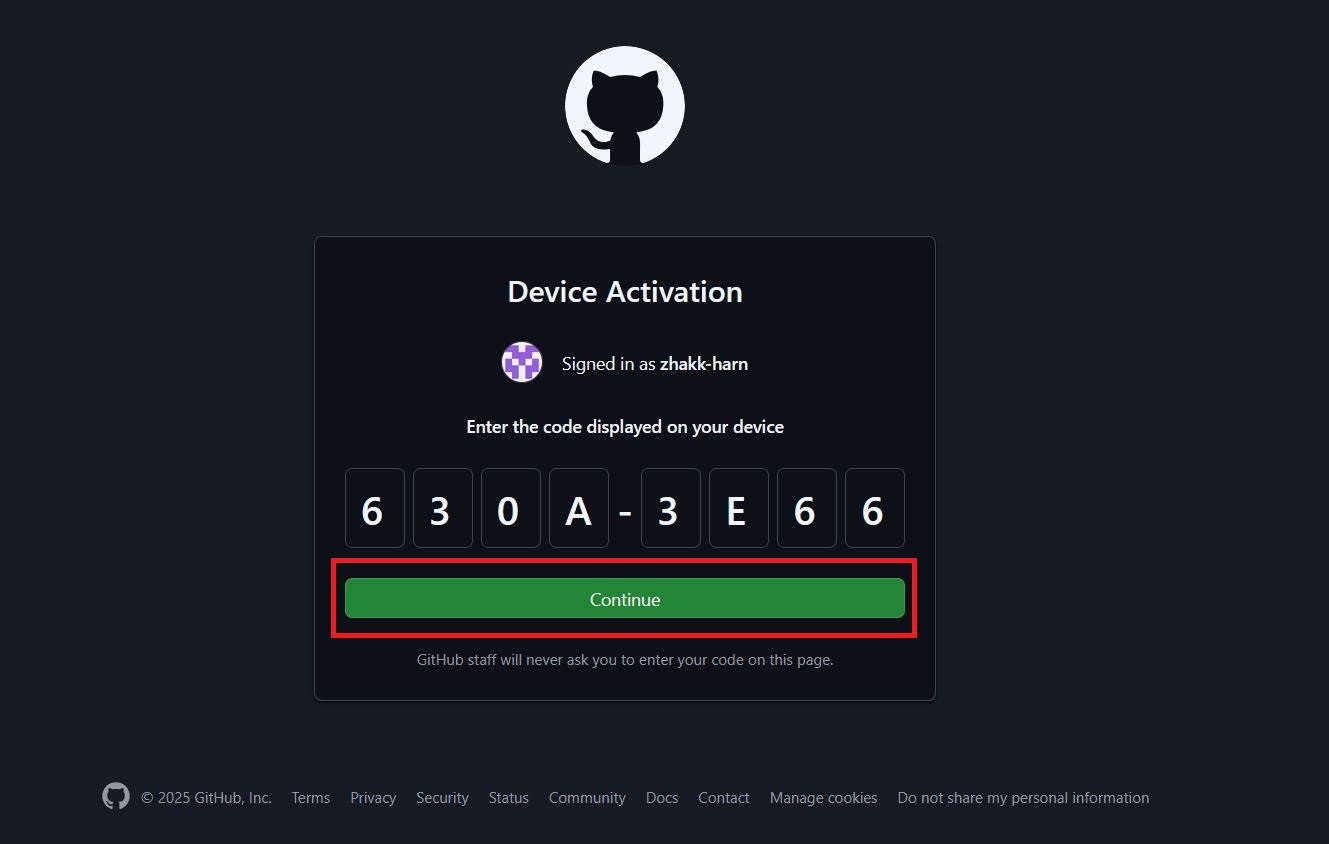 Device Activation
Signed in as zhakk-harn
Enter the code displayed on your device
6 3 0 A - 3 E 6 6
Continue
GitHub staff will never ask you to enter your code on this page.
© 2025 GitHub, Inc. Terms Privacy Security Status Community Docs Contact Manage cookies Do not share my personal information